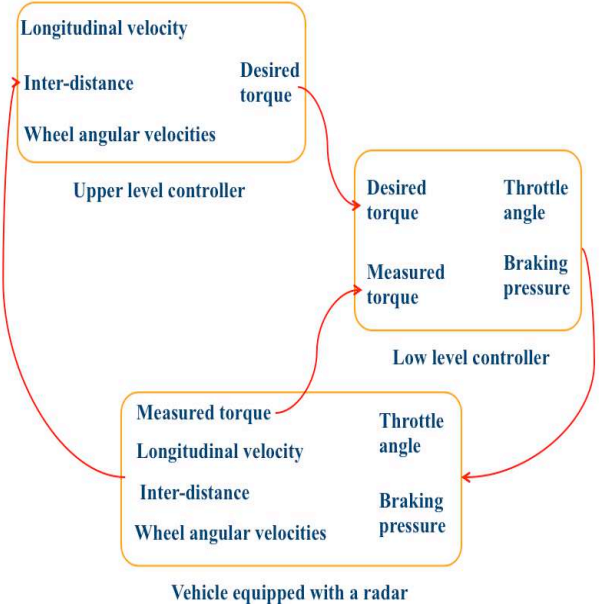 Longitudinal velocity
Inter-distance
Desired
torque
Wheel angular velocities
Upper level controller
Desired
torque
Throttle
angle
Measured
torque
Braking
pressure
Low level controller
Measured torque
Throttle
angle
Longitudinal velocity
Inter-distance
Braking
pressure
Wheel angular velocities
Vehicle equipped with a radar